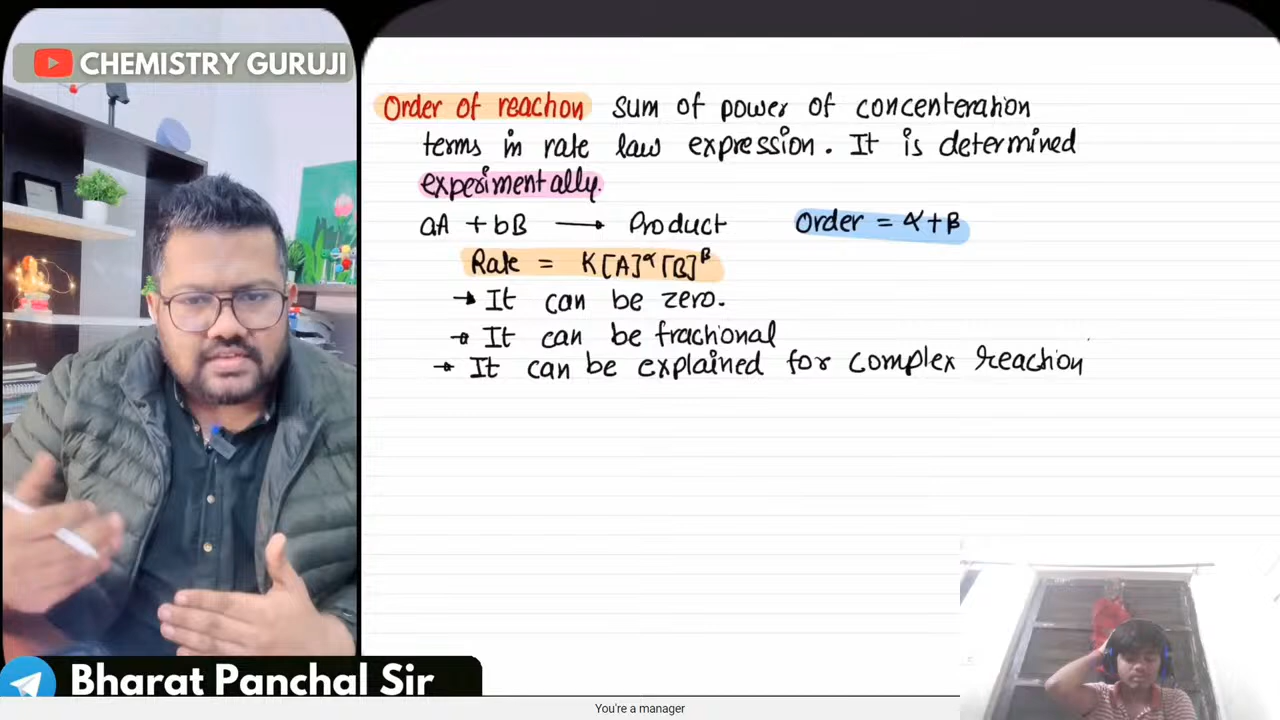 CHEMISTRY GURUJI
Order of reaction sum of power of concenteration
terms in rate law expression. It is determined
experimentally.
aA + bB → Product Order = α+β
Rate = K[A]^α [B]^β
→ It can be zero.
→ It can be fractional
→ It can be explained for complex reaction
Bharat Panchal Sir
You're a manager